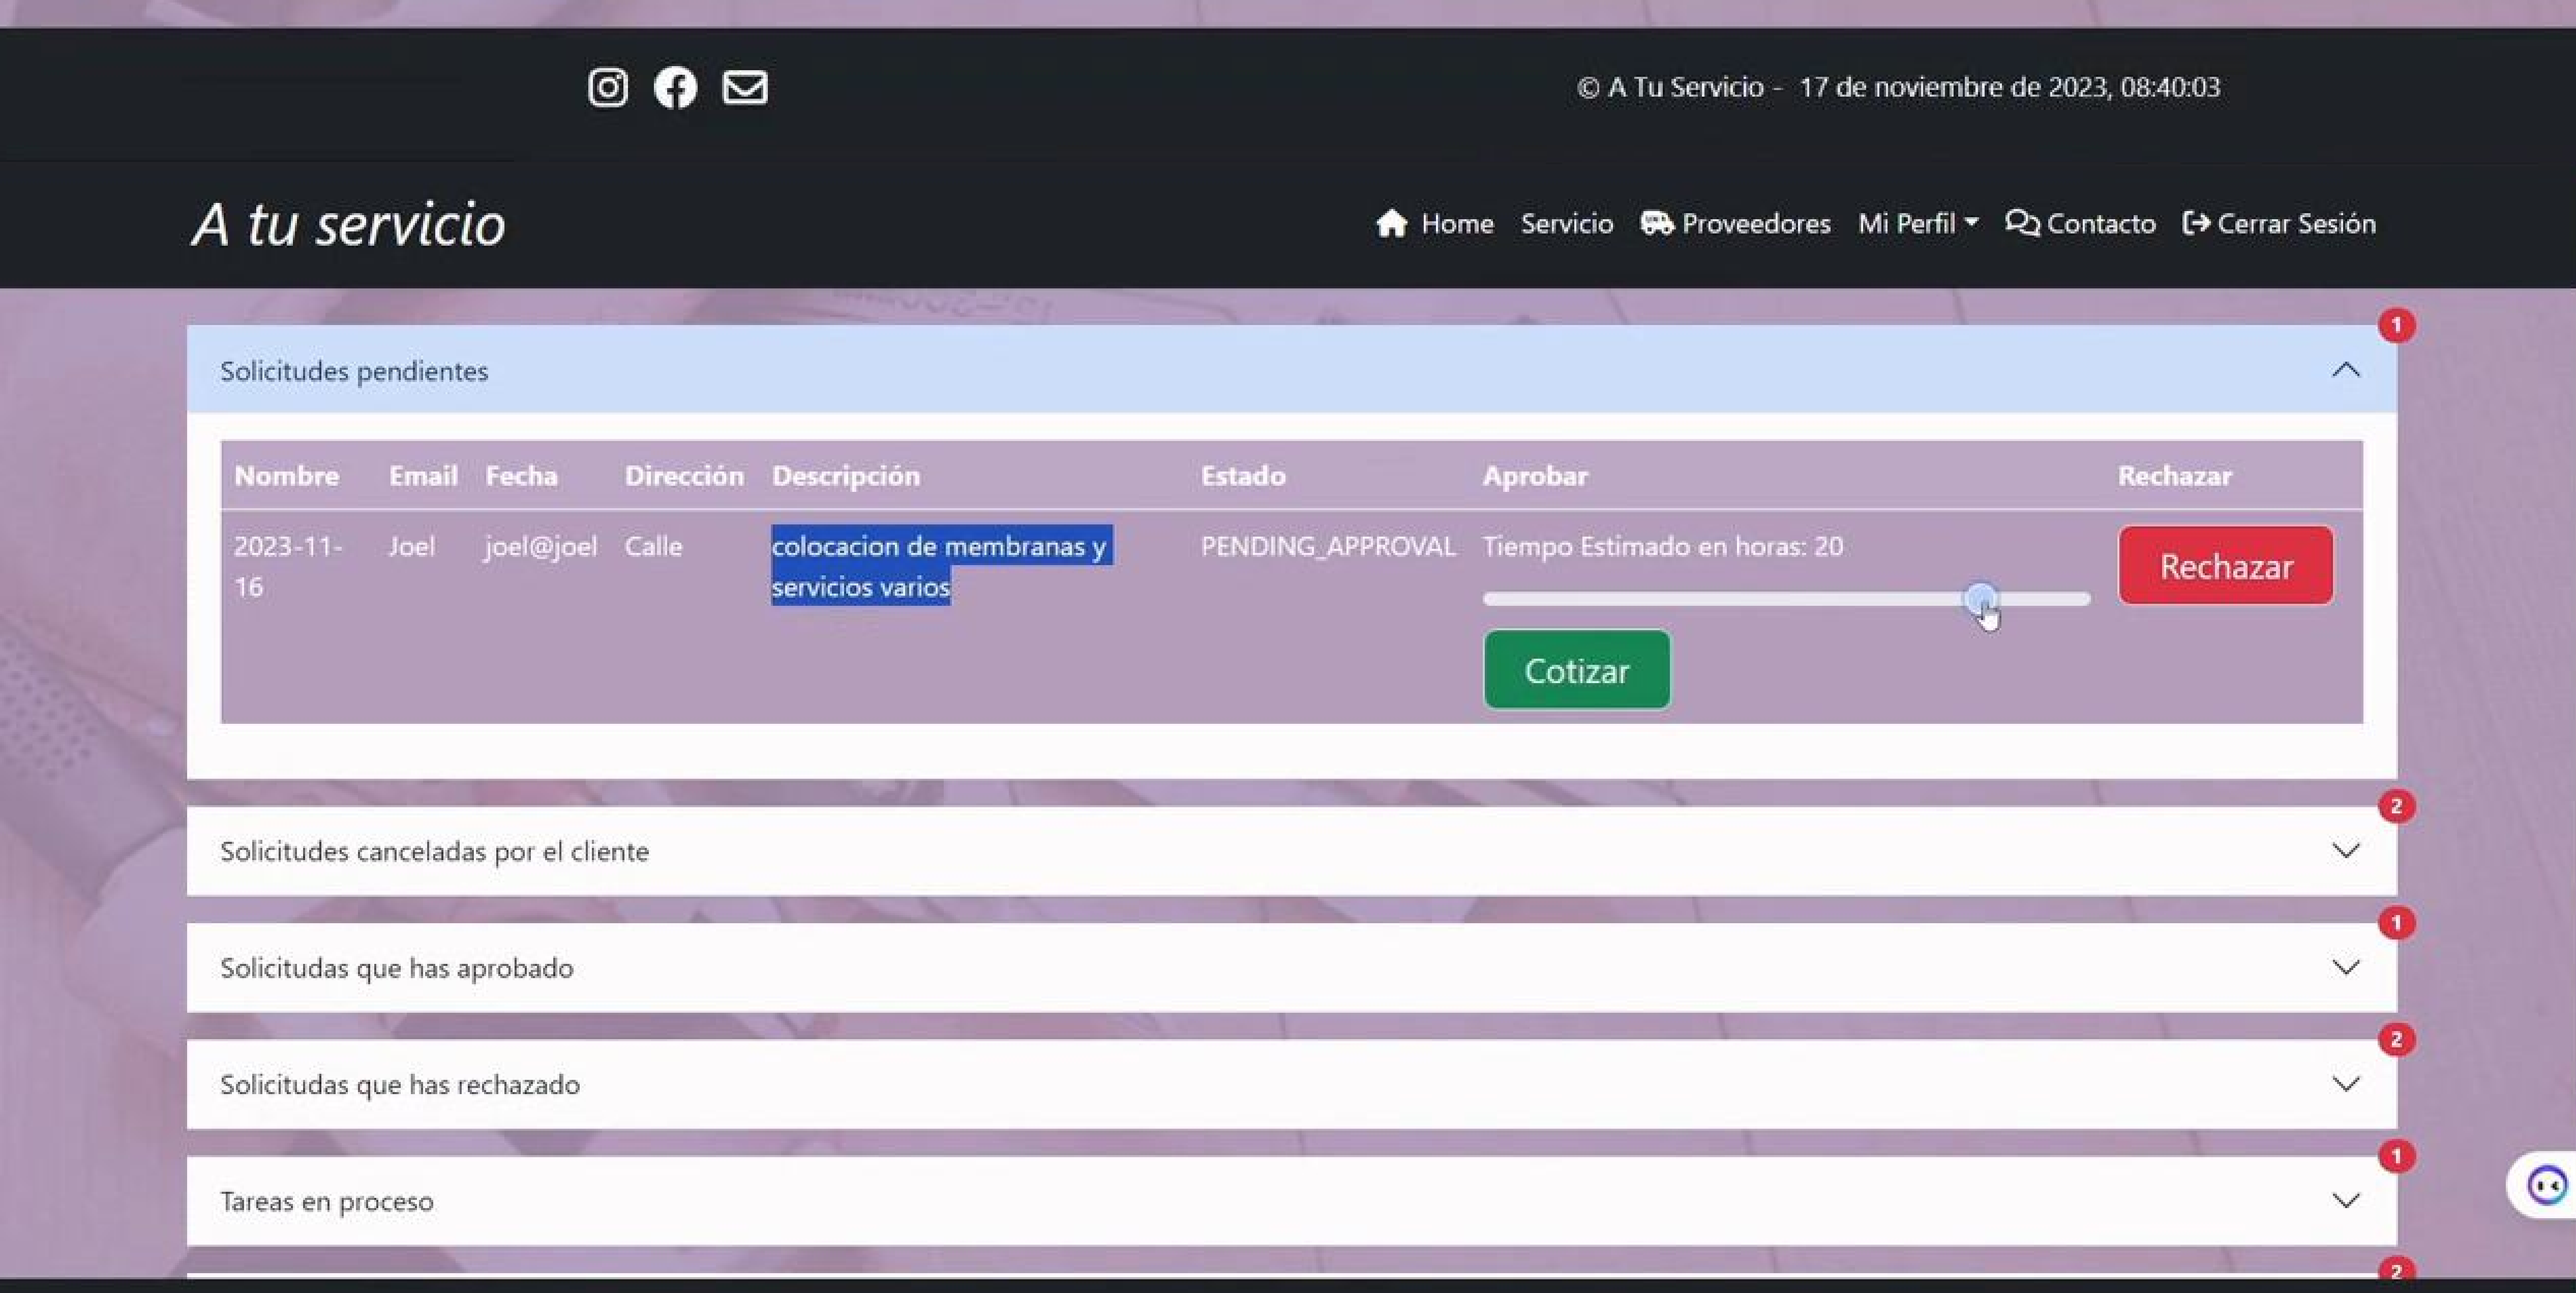 © A Tu Servicio - 17 de noviembre de 2023, 08:40:03
A tu servicio
Home Servicio Proveedores Mi Perfil Contacto Cerrar Sesión
1
Solicitudes pendientes
Nombre Email Fecha Dirección Descripción Estado Aprobar Rechazar
2023-11-16 Joel joel@joel Calle colocacion de membranas y PENDING_APPROVAL Tiempo Estimado en horas: 20 Rechazar
servicios varios
Cotizar
2
Solicitudes canceladas por el cliente
1
Solicitudas que has aprobado
2
Solicitudas que has rechazado
1
Tareas en proceso
2